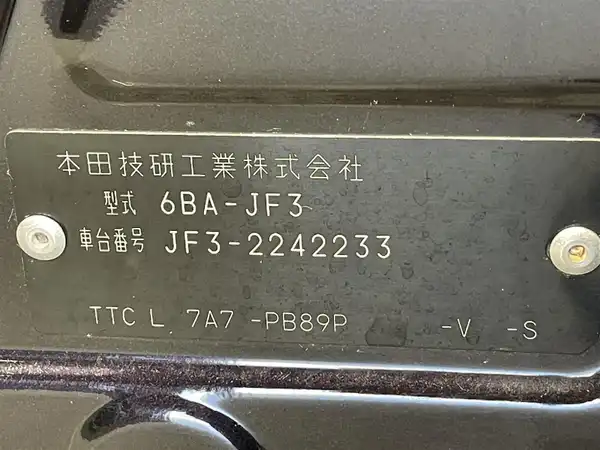 本田技研工業株式会社
型式 6BA-JF3
車台番号 JF3-2242233
TTC L 7A7 -PB89P -V -S